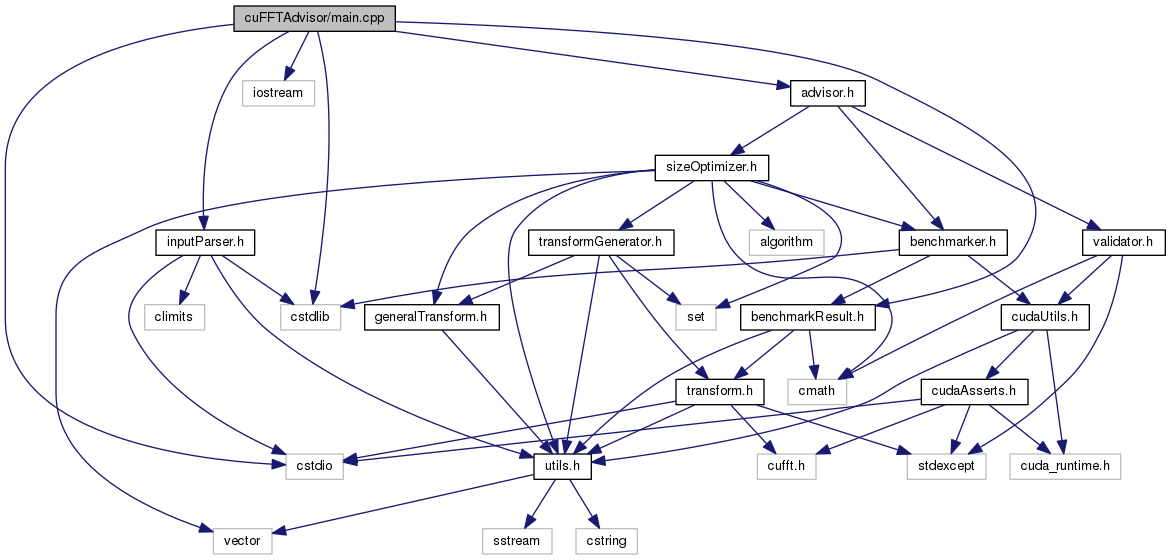 cuFFTAdvisor/main.cpp
iostream
advisor.h
sizeOptimizer.h
inputParser.h
transformGenerator.h
algorithm
benchmarker.h
validator.h
climits
cstdlib
generalTransform.h
set
benchmarkResult.h
cudaUtils.h
transform.h
cmath
cudaAsserts.h
cstdio
utils.h
cufft.h
stdexcept
cuda_runtime.h
vector
sstream
cstring